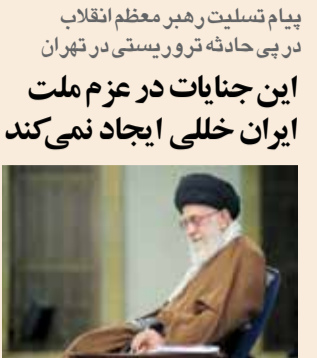 پیام تسلیت رهبر معظم انقلاب
در پی حادثه تروریستی در تهران
این جنایات در عزم ملت
ایران خللی ایجاد نمی‌کند